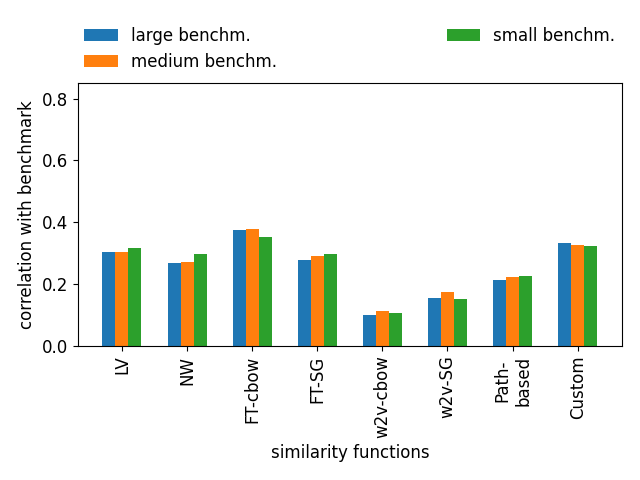 large benchm.
medium benchm.
small benchm.
correlation with benchmark
0.8
0.6
0.4
0.2
0.0
LV
NW
FT-cbow
FT-SG
w2v-cbow
w2v-SG
Path-
based
Custom
similarity functions